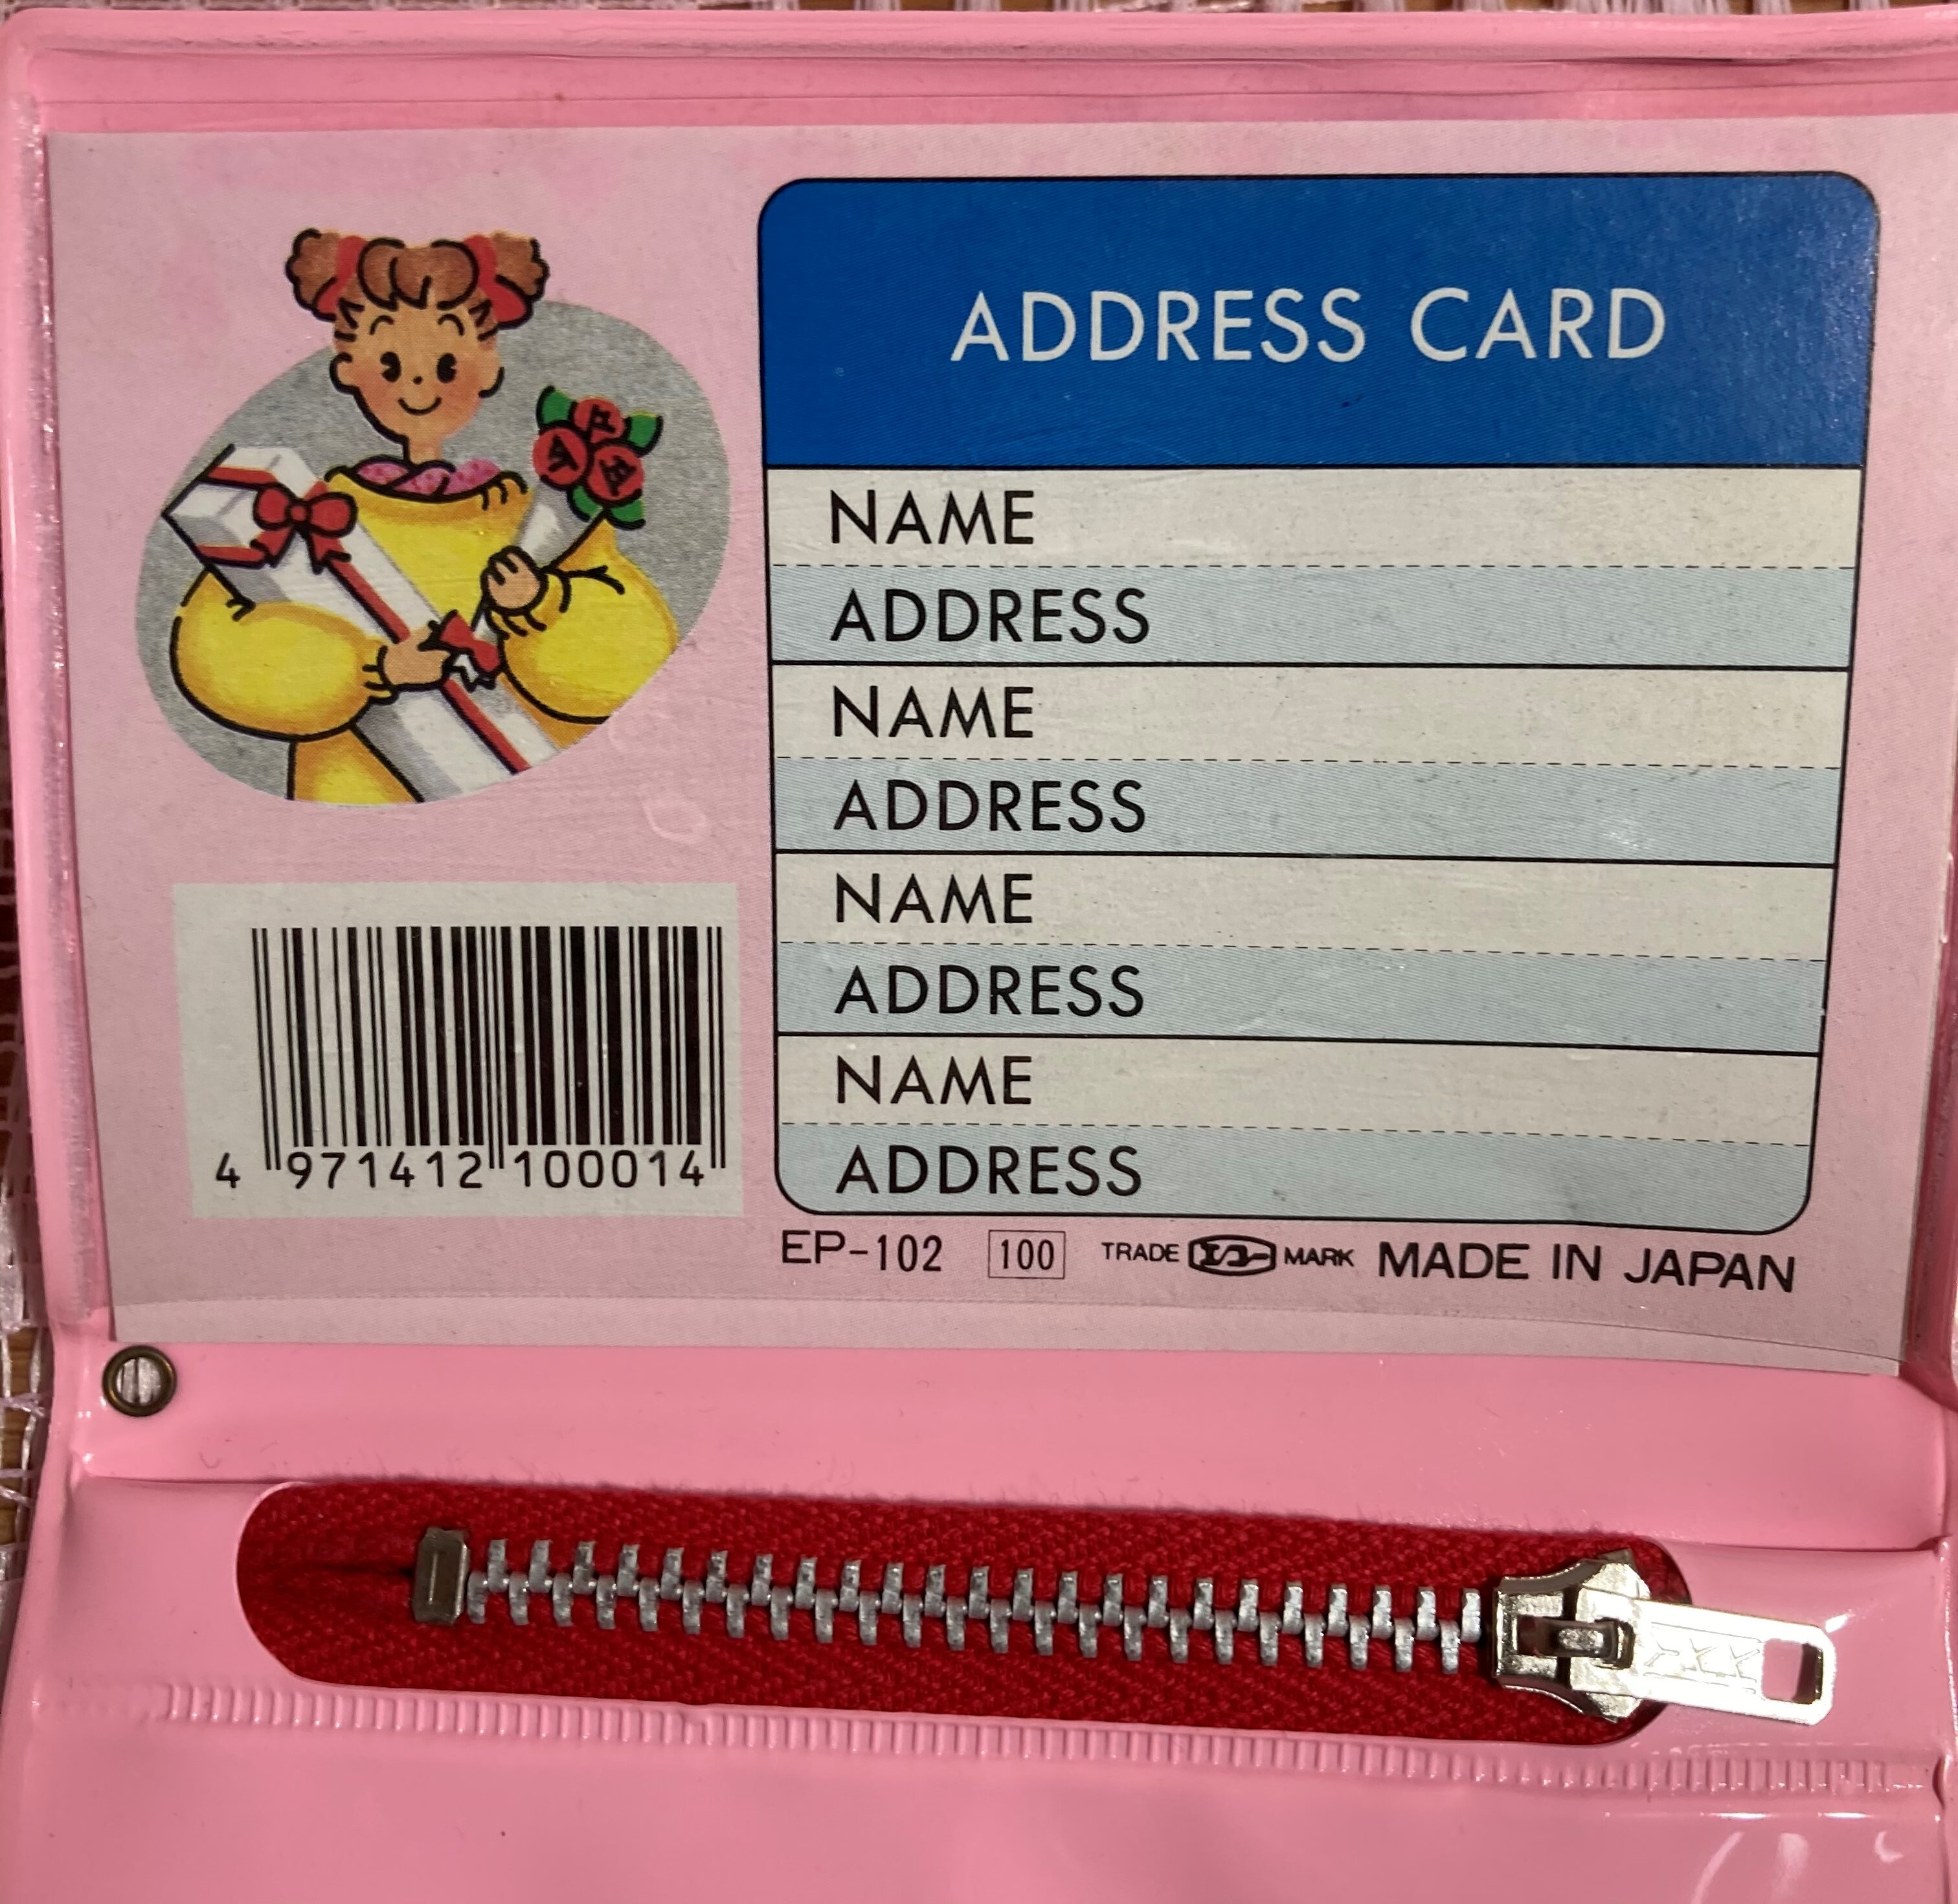 ADDRESS CARD
NAME
ADDRESS
NAME
ADDRESS
NAME
ADDRESS
NAME
ADDRESS
4 971412 100014
EP-102 100 TRADE MARK MADE IN JAPAN
YKK